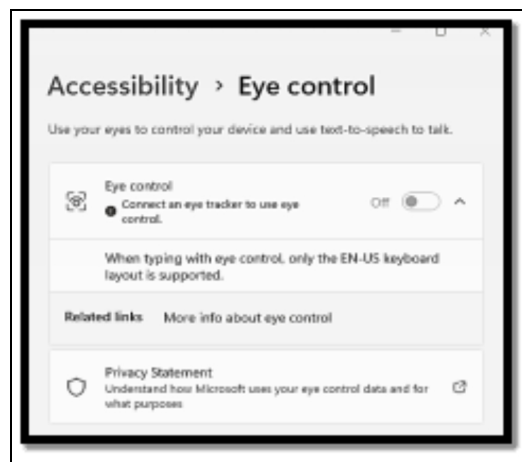 Accessibility > Eye control
Use your eyes to control your device and use text-to-speech to talk.
Eye control
Connect an eye tracker to use eye
control.
Off
When typing with eye control, only the EN-US keyboard
layout is supported.
Related links More info about eye control
Privacy Statement
Understand how Microsoft uses your eye control data and for
what purposes